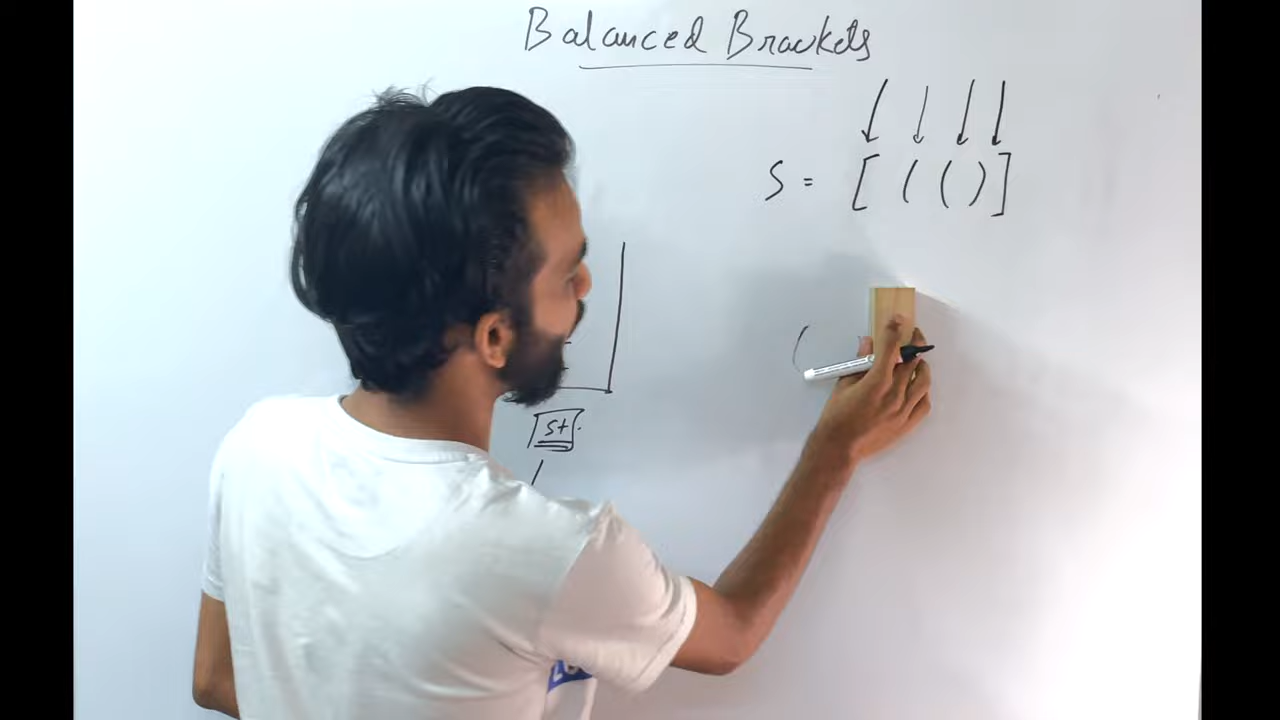 Balanced Brackets
S = [ ( ( ) ]
(
st